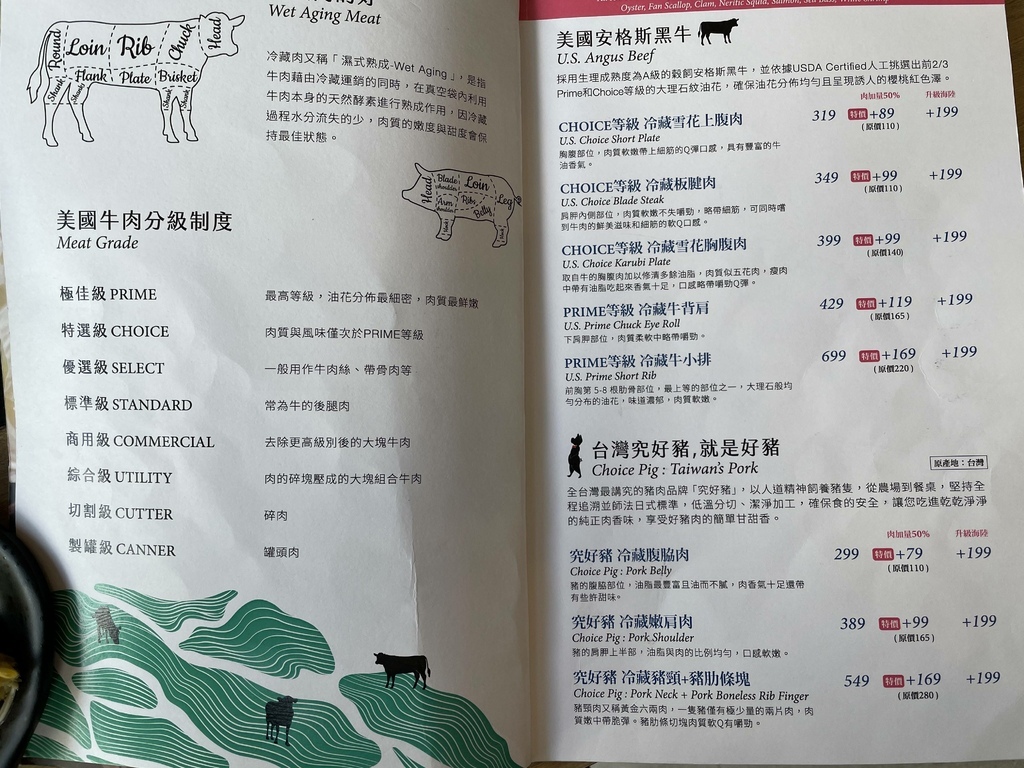 Wet Aging Meat
冷藏肉又稱「濕式熟成-Wet Aging」，是指
牛肉藉由冷藏運銷的同時，在真空袋內利用
牛肉本身的天然酵素進行熟成作用，因冷藏
過程水分流失的少，肉質的嫩度與甜度會保
持最佳狀態。
Round
Loin
Rib
Chuck
Head
Flank
Plate
Brisket
Shank
Shank
Shank
Shank
Head
Blade shoulder
Loin
Arm shoulder
Ribs
Belly
Leg
美國牛肉分級制度
Meat Grade
極佳級 PRIME 最高等級，油花分佈最細密，肉質最鮮嫩
特選級 CHOICE 肉質與風味僅次於PRIME等級
優選級 SELECT 一般用作牛肉絲、帶骨肉等
標準級 STANDARD 常為牛的後腿肉
商用級 COMMERCIAL 去除更高級別後的大塊牛肉
綜合級 UTILITY 肉的碎塊壓成的大塊組合牛肉
切割級 CUTTER 碎肉
製罐級 CANNER 罐頭肉
Oyster, Fan Scallop, Clam, Neritic Squid, Salmon, Sea Bass, White Shrimp
美國安格斯黑牛
U.S. Angus Beef
採用生理成熟度為A級的穀飼安格斯黑牛，並依據USDA Certified人工挑選出前2/3
Prime和Choice等級的大理石紋油花，確保油花分佈均勻且呈現誘人的櫻桃紅色澤。
肉加量50% 升級海陸
CHOICE等級 冷藏雪花上腹肉 319 特價 +89 +199
U.S. Choice Short Plate (原價110)
胸腹部位，肉質軟嫩帶上細筋的Q彈口感，具有豐富的牛
油香氣。
CHOICE等級 冷藏板腱肉 349 特價 +99 +199
U.S. Choice Blade Steak (原價110)
肩胛內側部位，肉質軟嫩不失嚼勁，略帶細筋，可同時嚐
到牛肉的鮮美滋味和細筋的軟Q口感。
CHOICE等級 冷藏雪花胸腹肉 399 特價 +99 +199
U.S. Choice Karubi Plate (原價140)
取自牛的胸腹肉加以修清多餘油脂，肉質似五花肉，瘦肉
中帶有油脂吃起來香氣十足，口感略帶嚼勁Q彈。
PRIME等級 冷藏牛背肩 429 特價 +119 +199
U.S. Prime Chuck Eye Roll (原價165)
下肩胛部位，肉質柔軟中略帶嚼勁。
PRIME等級 冷藏牛小排 699 特價 +169 +199
U.S. Prime Short Rib (原價220)
前胸第 5-8 根肋骨部位，最上等的部位之一，大理石般均
勻分布的油花，味道濃郁，肉質軟嫩。
台灣究好豬,就是好豬
Choice Pig : Taiwan's Pork 原產地：台灣
全台灣最講究的豬肉品牌「究好豬」，以人道精神飼養豬隻，從農場到餐桌，堅持全
程追溯並師法日式標準，低溫分切、潔淨加工，確保食的安全，讓您吃進乾乾淨淨
的純正肉香味，享受好豬肉的簡單甘甜香。
肉加量50% 升級海陸
究好豬 冷藏腹脇肉 299 特價 +79 +199
Choice Pig : Pork Belly (原價110)
豬的腹脇部位，油脂最豐富且油而不膩，肉香氣十足還帶
有些許甜味。
究好豬 冷藏嫩肩肉 389 特價 +99 +199
Choice Pig : Pork Shoulder (原價165)
豬的肩胛上半部，油脂與肉的比例均勻，口感軟嫩。
究好豬 冷藏豬頸+豬肋條塊 549 特價 +169 +199
Choice Pig : Pork Neck + Pork Boneless Rib Finger (原價280)
豬頸肉又稱黃金六兩肉，一隻豬僅有極少量的兩片肉，肉
質嫩中帶脆彈。豬肋條切塊肉質軟Q有嚼勁。